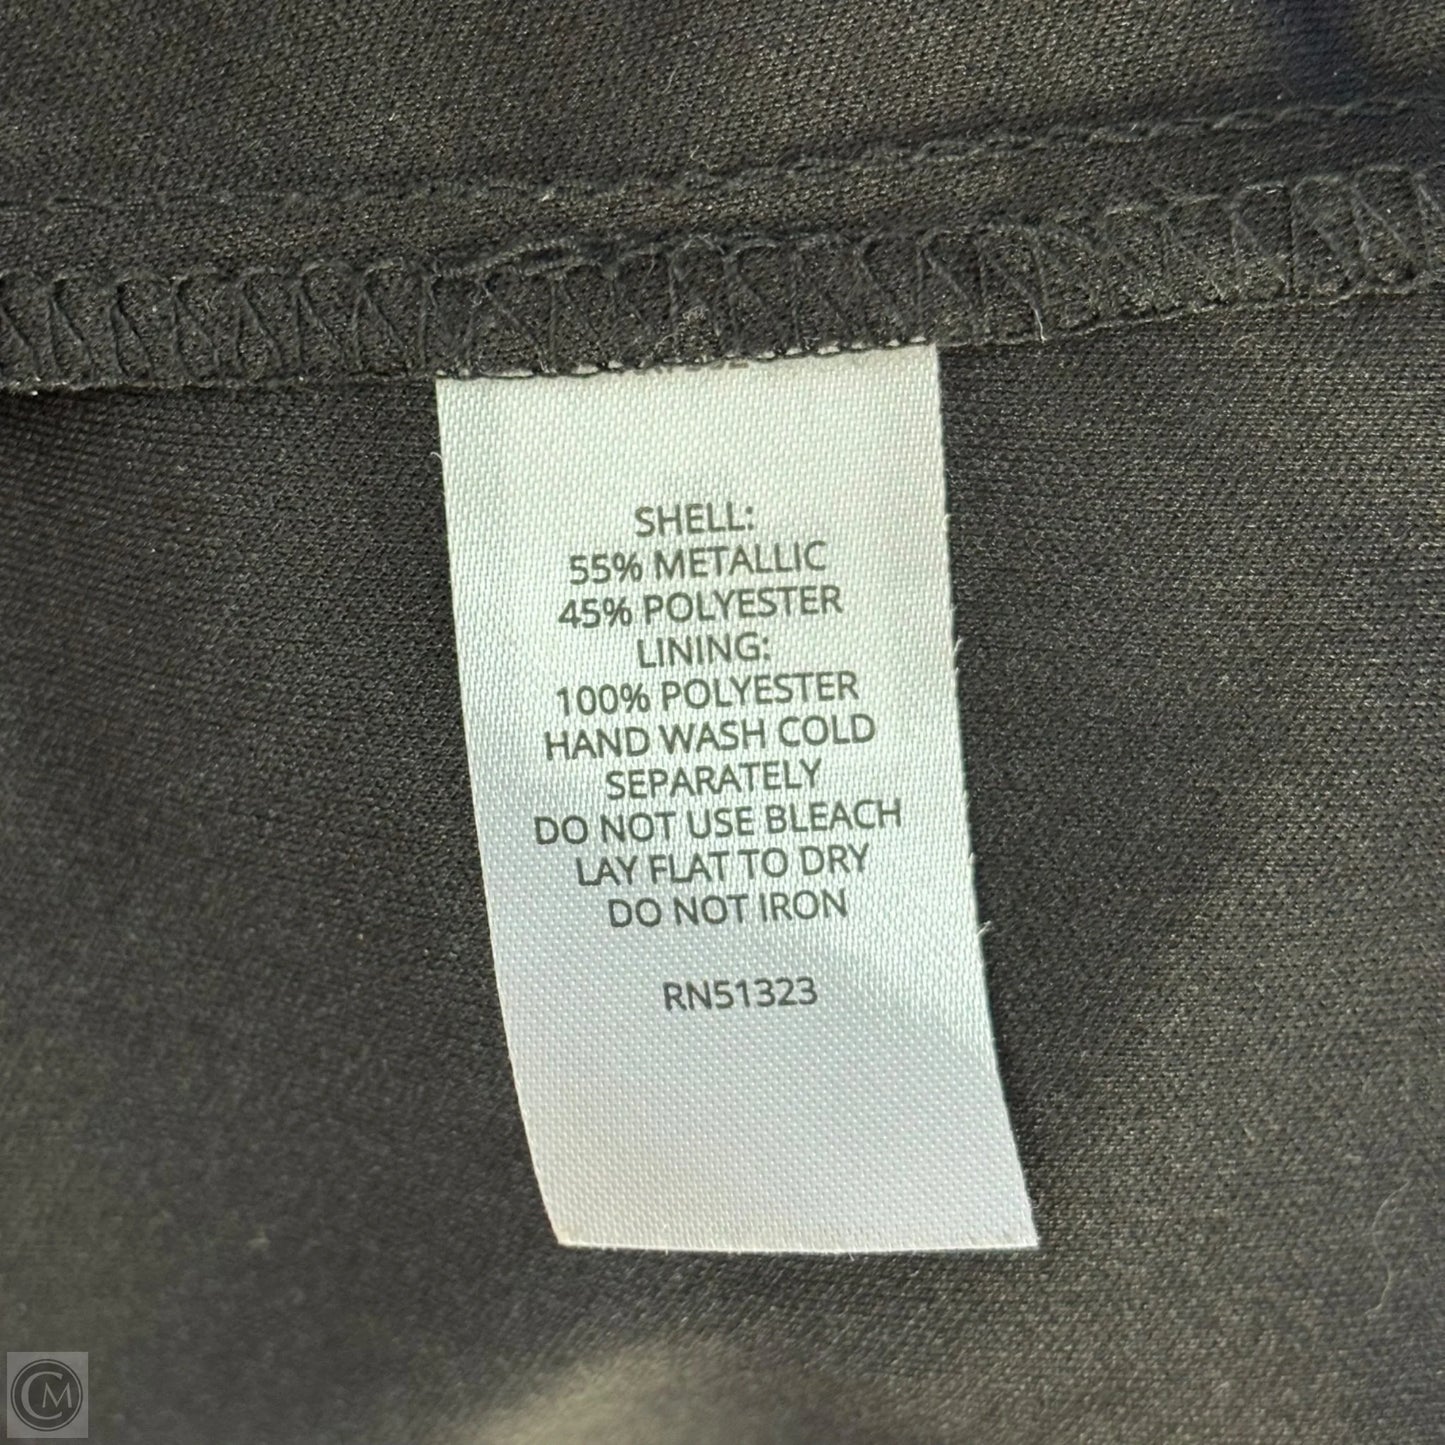 SHELL:
55% METALLIC
45% POLYESTER
LINING:
100% POLYESTER
HAND WASH COLD
SEPARATELY
DO NOT USE BLEACH
LAY FLAT TO DRY
DO NOT IRON
RN51323
CM